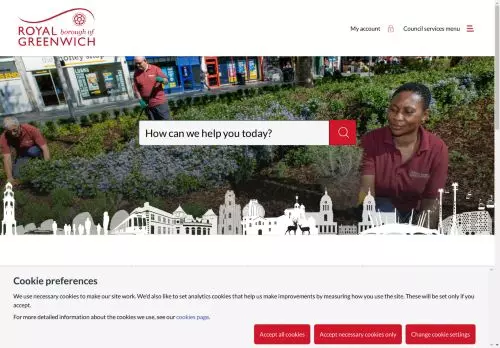 ROYAL borough of
GREENWICH
My account
Council services menu
How can we help you today?
Cookie preferences
We use necessary cookies to make our site work. We'd also like to set analytics cookies that help us make improvements by measuring how you use the site. These will be set only if you
accept.
For more detailed information about the cookies we use, see our cookies page.
Accept all cookies
Accept necessary cookies only
Change cookie settings